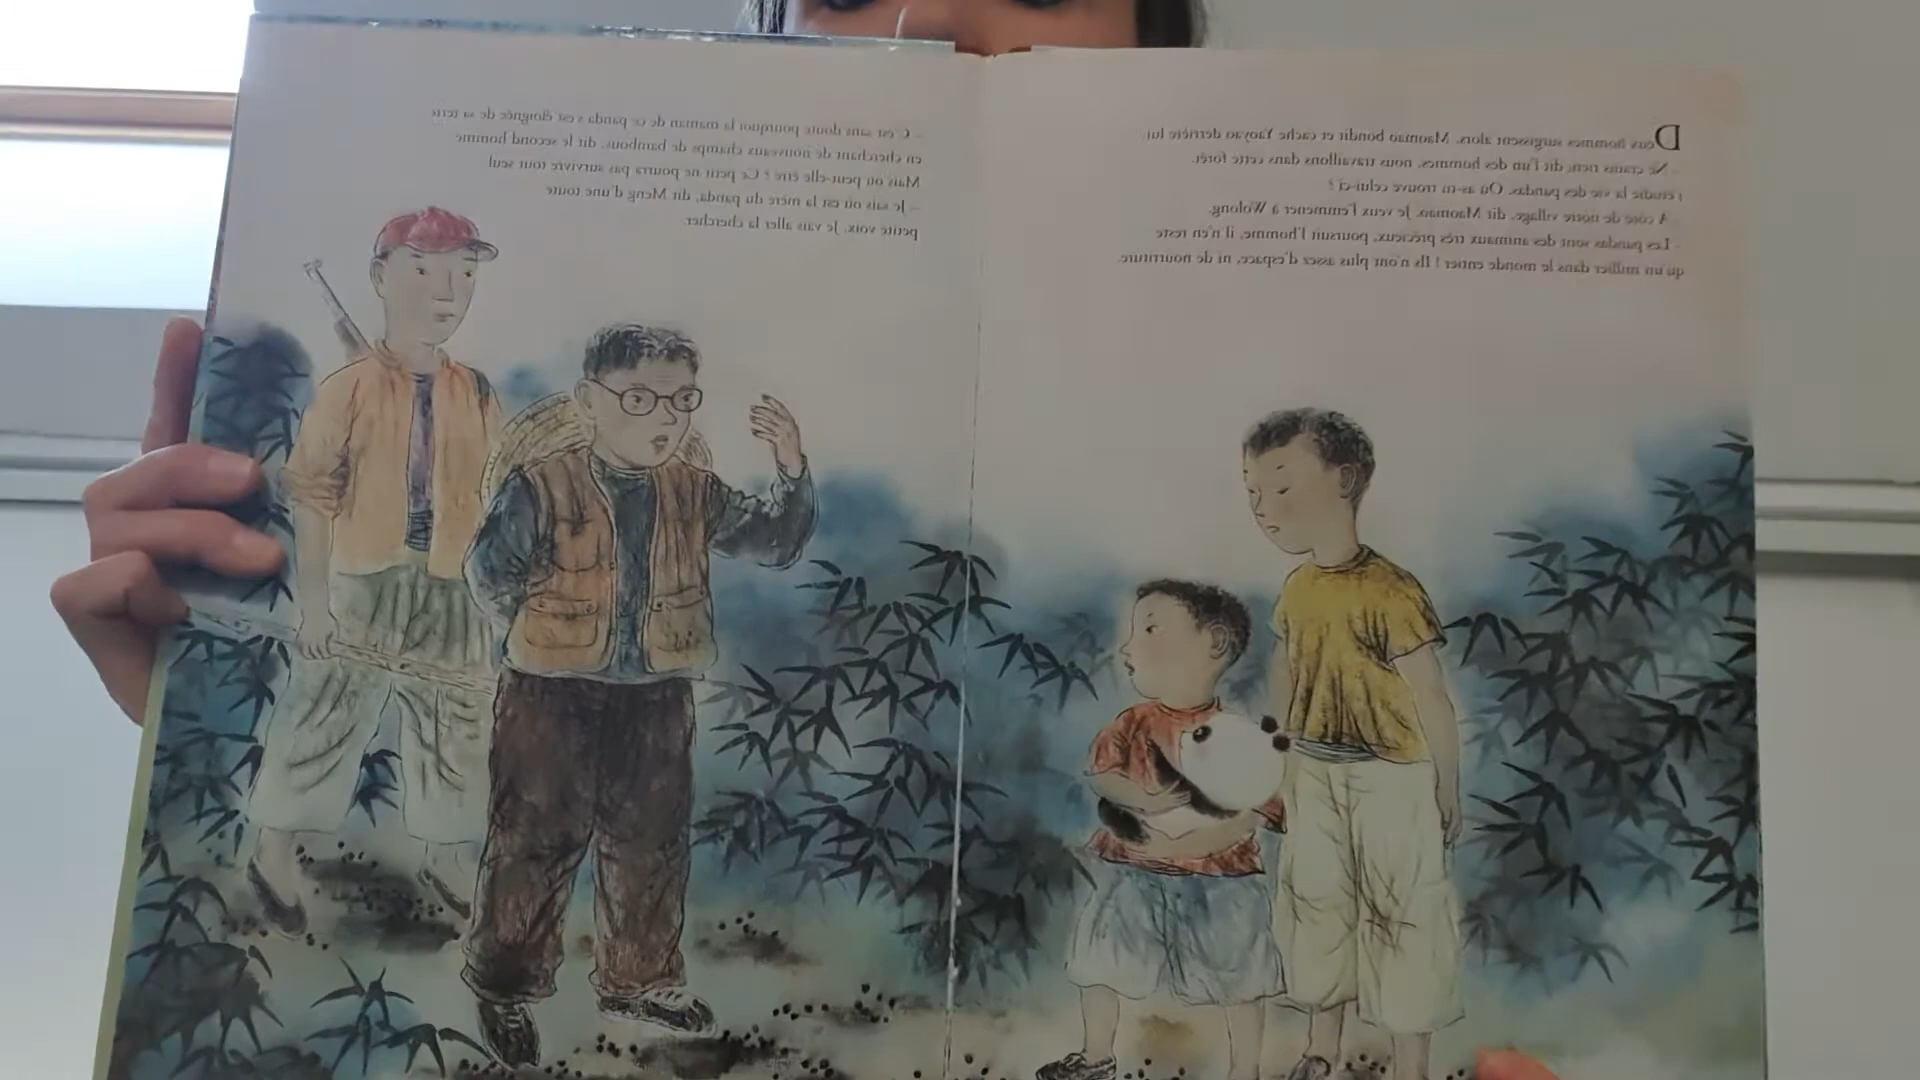 Deux hommes surgissent alors. Maomao bondit et cache Yaoyao derrière lui.
- Ne crains rien, dit l'un des hommes, nous travaillons dans cette forêt.
j'étudie la vie des pandas. Où as-tu trouvé celui-ci ?
- À côté de notre village, dit Maomao. Je veux l'emmener à Wolong.
- Les pandas sont des animaux très précieux, poursuit l'homme, il n'en reste
qu'un millier dans le monde entier ! Ils n'ont plus assez d'espace, ni de nourriture.
– C'est sans doute pourquoi la maman de ce panda s'est éloignée de sa terre
en cherchant de nouveaux champs de bambous, dit le second homme
Mais où peut-elle être ? Ce petit ne pourra pas survivre tout seul
– Je sais où est la mère du panda, dit Meng d'une toute
petite voix. Je vais aller la chercher.